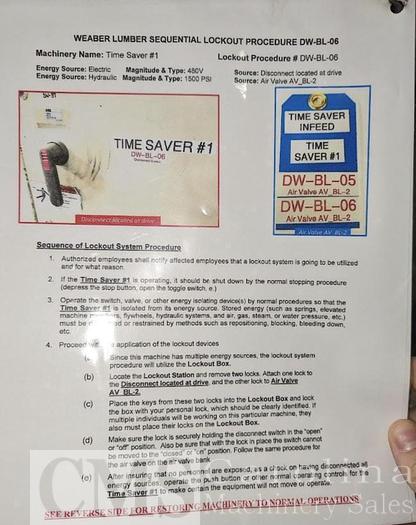 WEABER LUMBER SEQUENTIAL LOCKOUT PROCEDURE DW-BL-06
Machinery Name: Time Saver #1 Lockout Procedure # DW-BL-06
Energy Source: Electric Magnitude & Type: 480V Source: Disconnect located at drive
Energy Source: Hydraulic Magnitude & Type: 1500 PSI Source: Air Valve AV_BL-2
TIME SAVER #1
DW-BL-06
Disconnect located at drive
TIME SAVER
INFEED
TIME
SAVER #1
DW-BL-05
Air Valve AV_BL-2
DW-BL-06
Air Valve AV_BL-2
Air Valve AV_BL-2
Sequence of Lockout System Procedure
1. Authorized employees shall notify affected employees that a lockout system is going to be utilized
and for what reason.
2. If the Time Saver #1 is operating, it should be shut down by the normal stopping procedure
(depress the stop button, open the toggle switch, e.)
3. Operate the switch, valve, or other energy isolating device(s) by normal procedures so that the
Time Saver #1 is isolated from its energy source. Stored energy (such as springs, elevated
machine flywheels, hydraulic systems, and air, gas, steam, or water pressure, etc.)
must be or restrained by methods such as repositioning, blocking, bleeding down,
etc.
4. Proceed application of the lockout devices
Since this machine has multiple energy sources, the lockout system
procedure will utilize the Lockout Box.
(b) Locate the Lockout Station and remove two locks. Attach one lock to
the Disconnect located at drive, and the other lock to Air Valve
AV BL-2.
(c) Place the keys from these two locks into the Lockout Box and lock
the box with your personal lock, which should be clearly identified. If
multiple individuals will be working on this particular machine, they
also must place their locks on the Lockout Box.
(d) Make sure the lock is securely holding the disconnect switch in the "open"
or "off" position. Also be sure that with the lock in place the switch cannot
be moved to the "closed" or "on" position. Follow the same procedure for
the air valve on the air valve bank
(e) After insuring that no personnel are exposed, as a check on having disconnected all
energy sources, operate the push button or other normal operating controls for the
Time Saver #1 to make certain the equipment will not move or operate.
SEE REVERSE SIDE FOR RESTORING MACHINERY TO NORMAL OPERATIONS
Machinery Sales